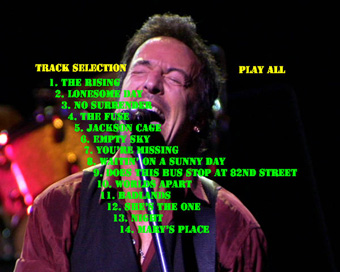 TRACK SELECTION
PLAY ALL
1. THE RISING
2. LONESOME DAY
3. NO SURRENDER
4. THE FUSE
5. JACKSON CAGE
6. EMPTY SKY
7. YOU'RE MISSING
8. WAITIN' ON A SUNNY DAY
9. DOES THIS BUS STOP AT 82ND STREET
10. WORLDS APART
11. BADLANDS
12. SHE'S THE ONE
13. NIGHT
14. MARY'S PLACE